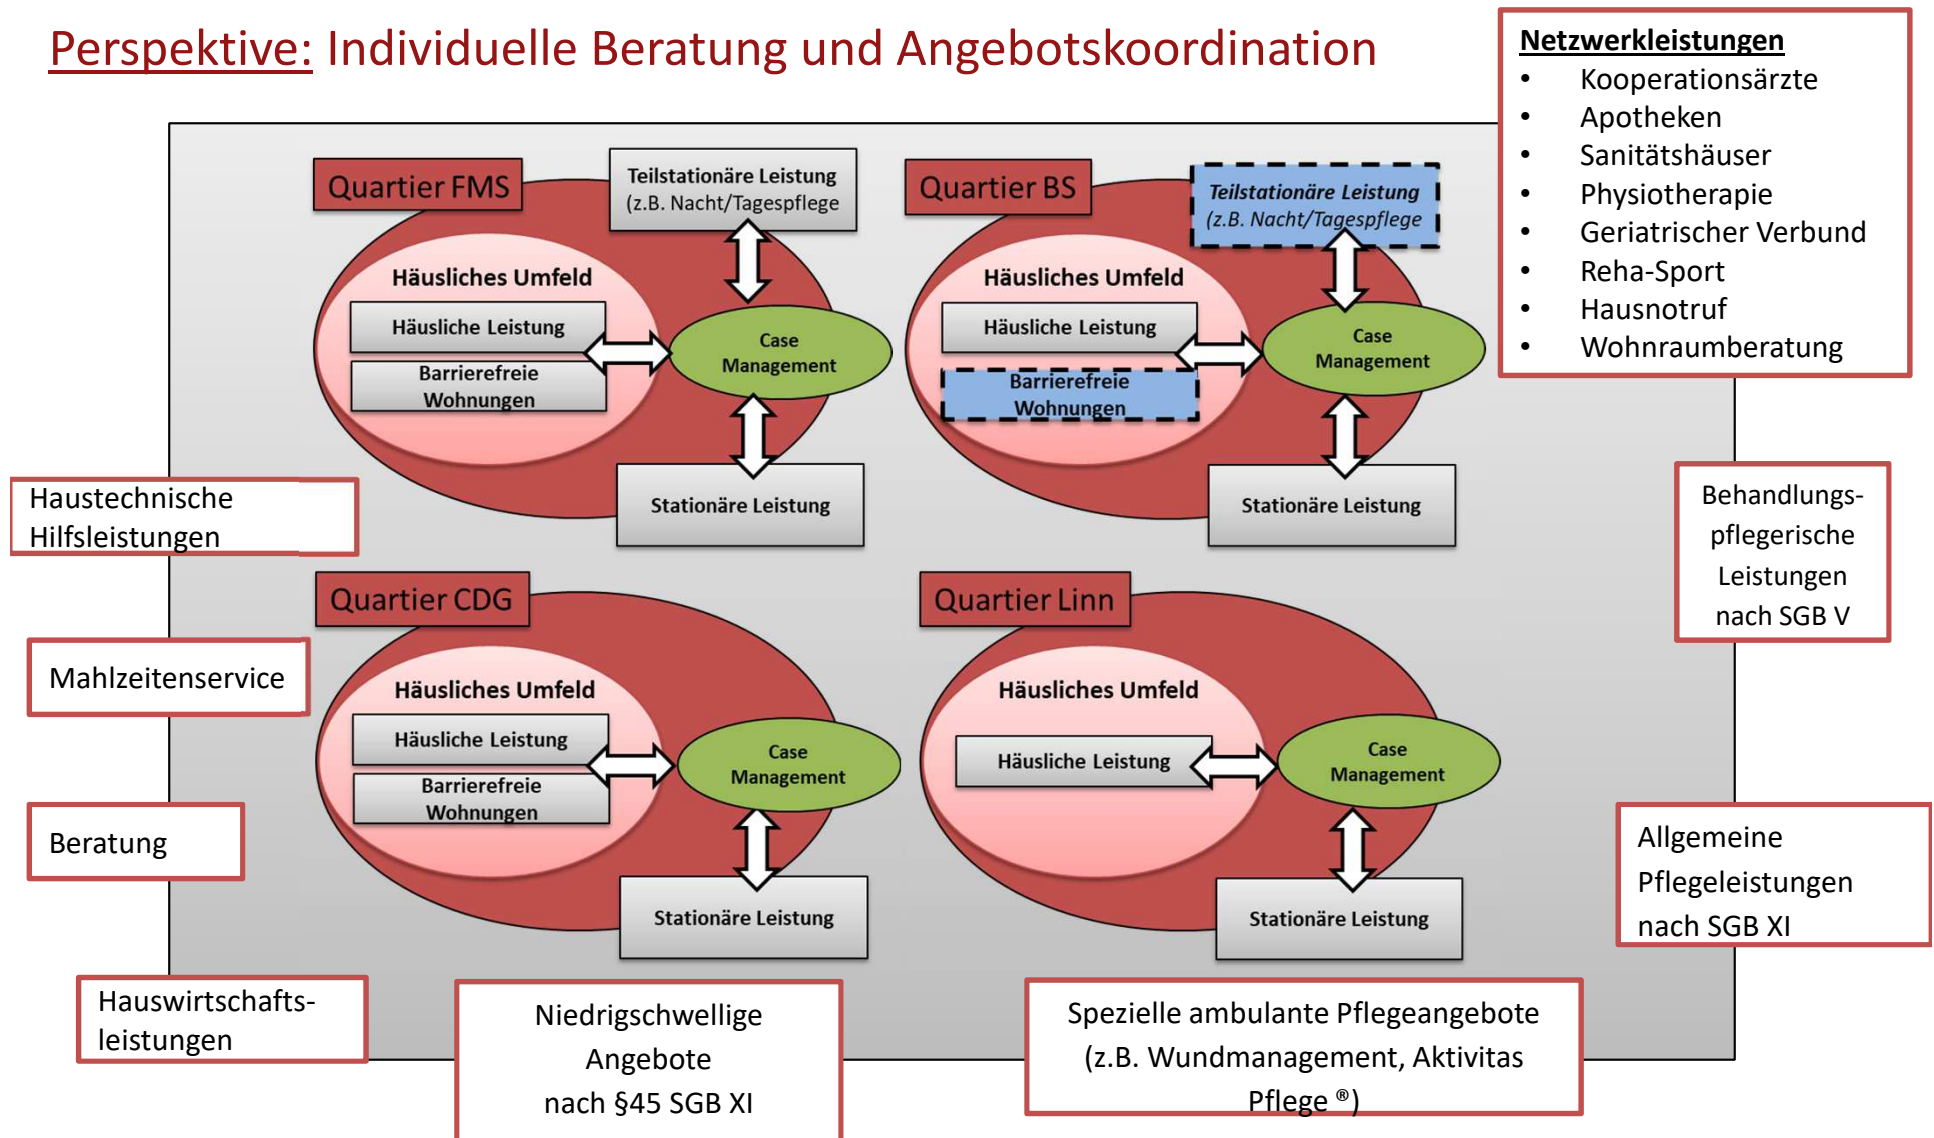 Perspektive: Individuelle Beratung und Angebotskoordination
Netzwerkleistungen
• Kooperationsärzte
• Apotheken
• Sanitätshäuser
• Physiotherapie
• Geriatrischer Verbund
• Reha-Sport
• Hausnotruf
• Wohnraumberatung
Quartier FMS
Teilstationäre Leistung
(z.B. Nacht/Tagespflege
Häusliches Umfeld
Häusliche Leistung
Barrierefreie
Wohnungen
Case
Management
Stationäre Leistung
Quartier BS
Teilstationäre Leistung
(z.B. Nacht/Tagespflege
Häusliches Umfeld
Häusliche Leistung
Barrierefreie
Wohnungen
Case
Management
Stationäre Leistung
Quartier CDG
Häusliches Umfeld
Häusliche Leistung
Barrierefreie
Wohnungen
Case
Management
Stationäre Leistung
Quartier Linn
Häusliches Umfeld
Häusliche Leistung
Case
Management
Stationäre Leistung
Haustechnische
Hilfsleistungen
Mahlzeitenservice
Beratung
Hauswirtschafts-
leistungen
Niedrigschwellige
Angebote
nach §45 SGB XI
Spezielle ambulante Pflegeangebote
(z.B. Wundmanagement, Aktivitas
Pflege ®)
Behandlungs-
pflegerische
Leistungen
nach SGB V
Allgemeine
Pflegeleistungen
nach SGB XI